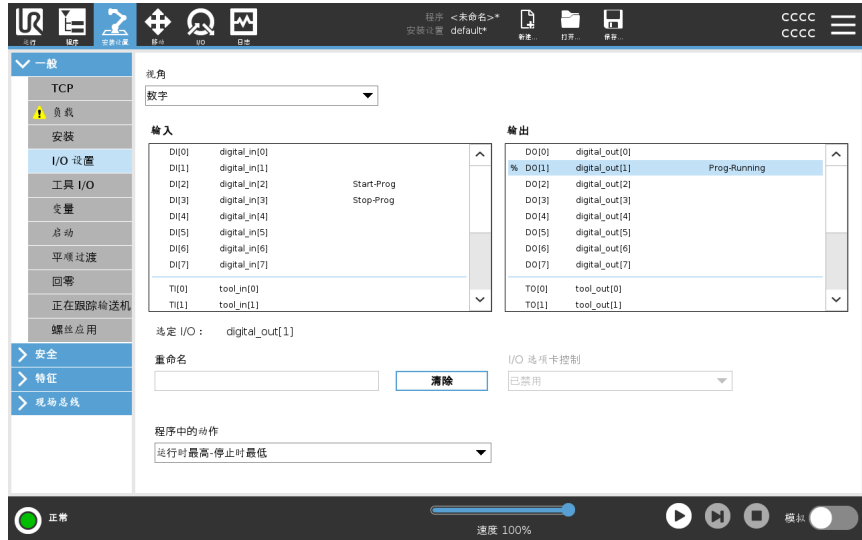 UR
运行
程序
安装设置
移动
I/O
日志
程序 <未命名>*
安装设置 default*
新建...
打开...
保存...
cccc
cccc
一般
TCP
负载
安装
I/O 设置
工具 I/O
变量
启动
平顺过渡
回零
正在跟踪输送机
螺丝应用
安全
特征
现场总线
视角
数字
输入
DI[0] digital_in[0]
DI[1] digital_in[1]
DI[2] digital_in[2] Start-Prog
DI[3] digital_in[3] Stop-Prog
DI[4] digital_in[4]
DI[5] digital_in[5]
DI[6] digital_in[6]
DI[7] digital_in[7]
TI[0] tool_in[0]
TI[1] tool_in[1]
输出
DO[0] digital_out[0]
% DO[1] digital_out[1] Prog-Running
DO[2] digital_out[2]
DO[3] digital_out[3]
DO[4] digital_out[4]
DO[5] digital_out[5]
DO[6] digital_out[6]
DO[7] digital_out[7]
TO[0] tool_out[0]
TO[1] tool_out[1]
选定 I/O： digital_out[1]
重命名
清除
I/O 选项卡控制
已禁用
程序中的动作
运行时最高-停止时最低
正常
速度 100%
模拟